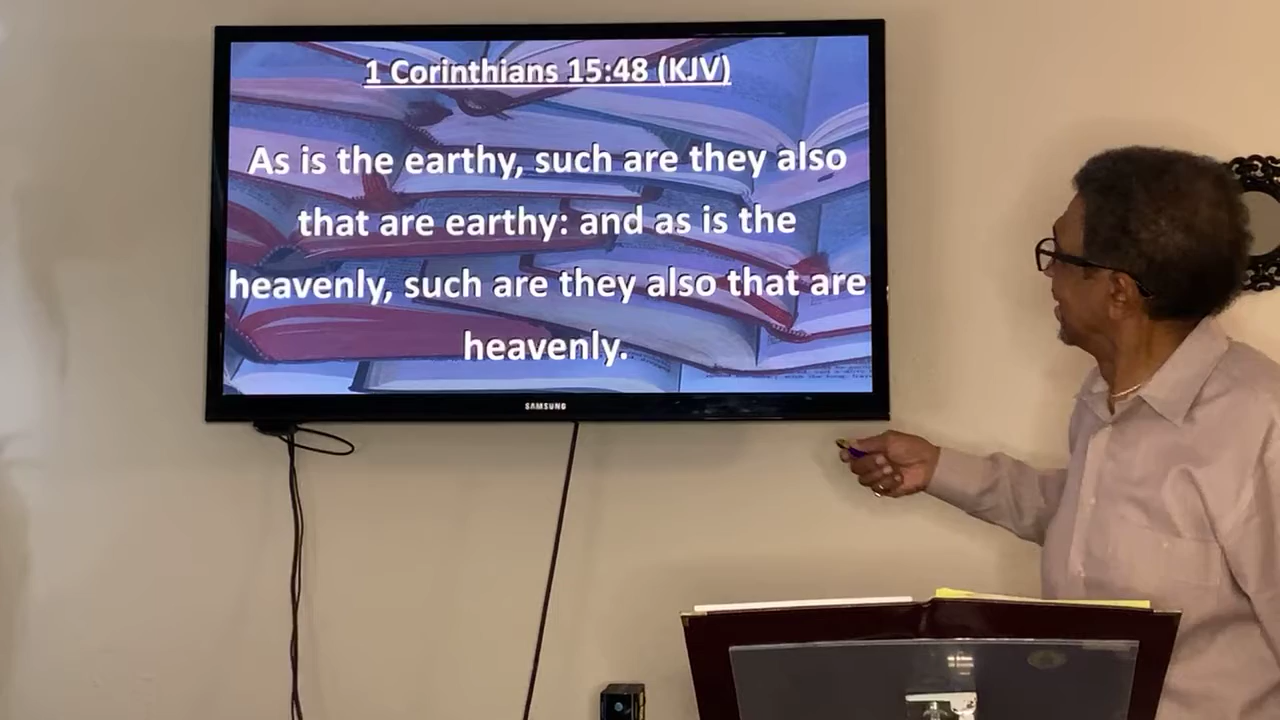 1 Corinthians 15:48 (KJV)
As is the earthy, such are they also
that are earthy: and as is the
heavenly, such are they also that are
heavenly.
SAMSUNG